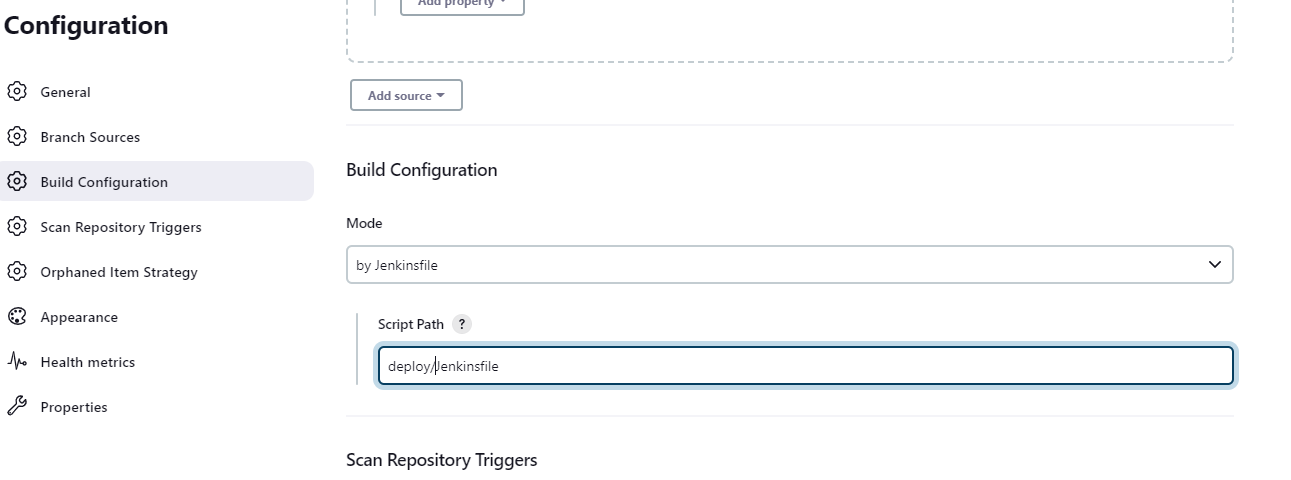 Configuration
General
Branch Sources
Build Configuration
Scan Repository Triggers
Orphaned Item Strategy
Appearance
Health metrics
Properties
Add property
Add source
Build Configuration
Mode
by Jenkinsfile
Script Path ?
deploy/Jenkinsfile
Scan Repository Triggers